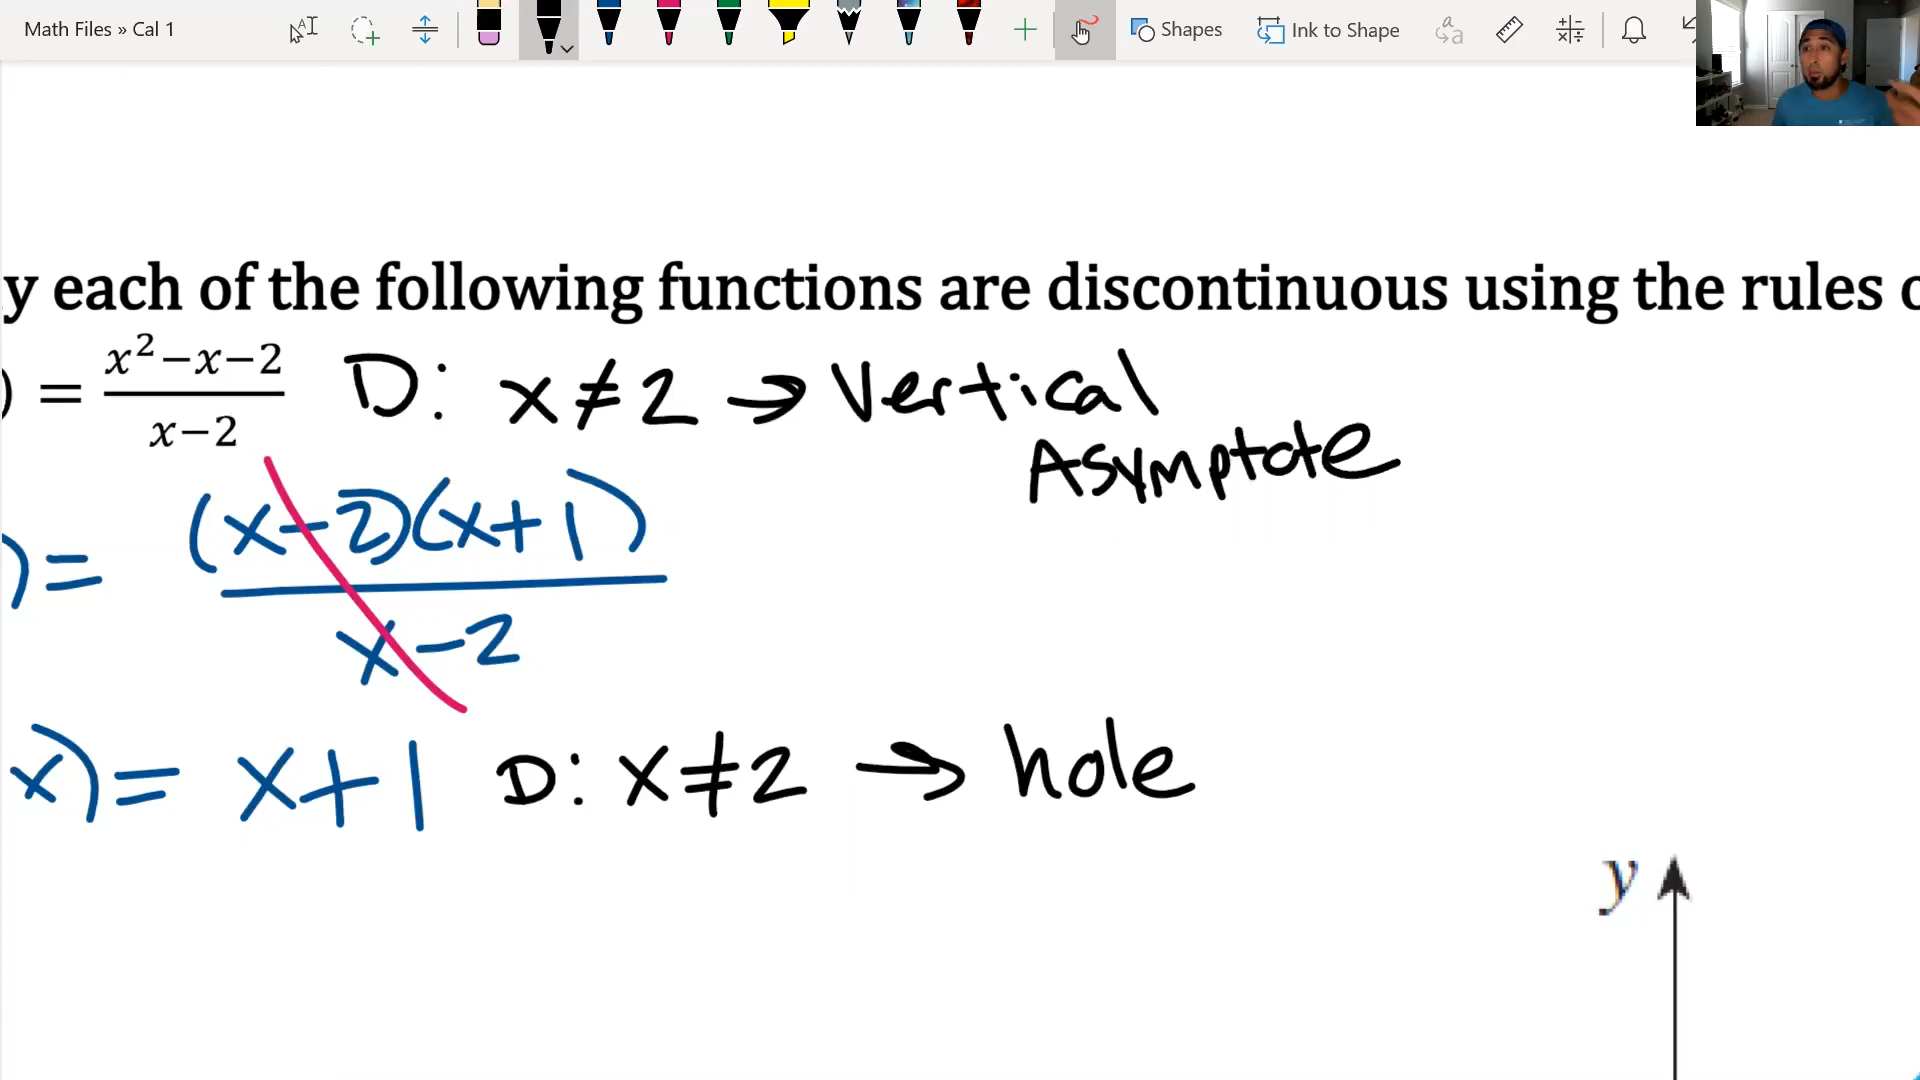 Math Files » Cal 1
Shapes
Ink to Shape
y each of the following functions are discontinuous using the rules o
) = x²−x−2 / x−2 D: x ≠ 2 → Vertical
Asymptote
) = (x−2)(x+1) / x−2
x) = x+1 D: x ≠ 2 → hole
y